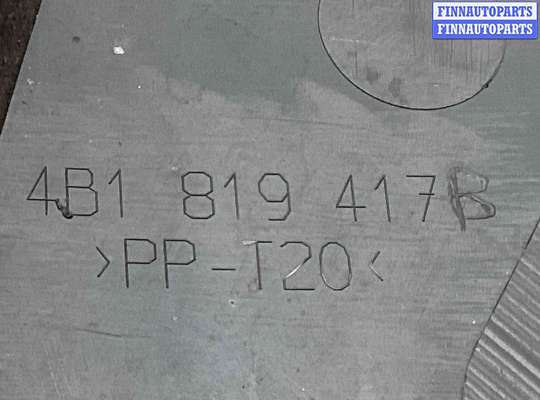 FINNAUTOPARTS
FINNAUTOPARTS
4B1 819 417B
>PP-T20<